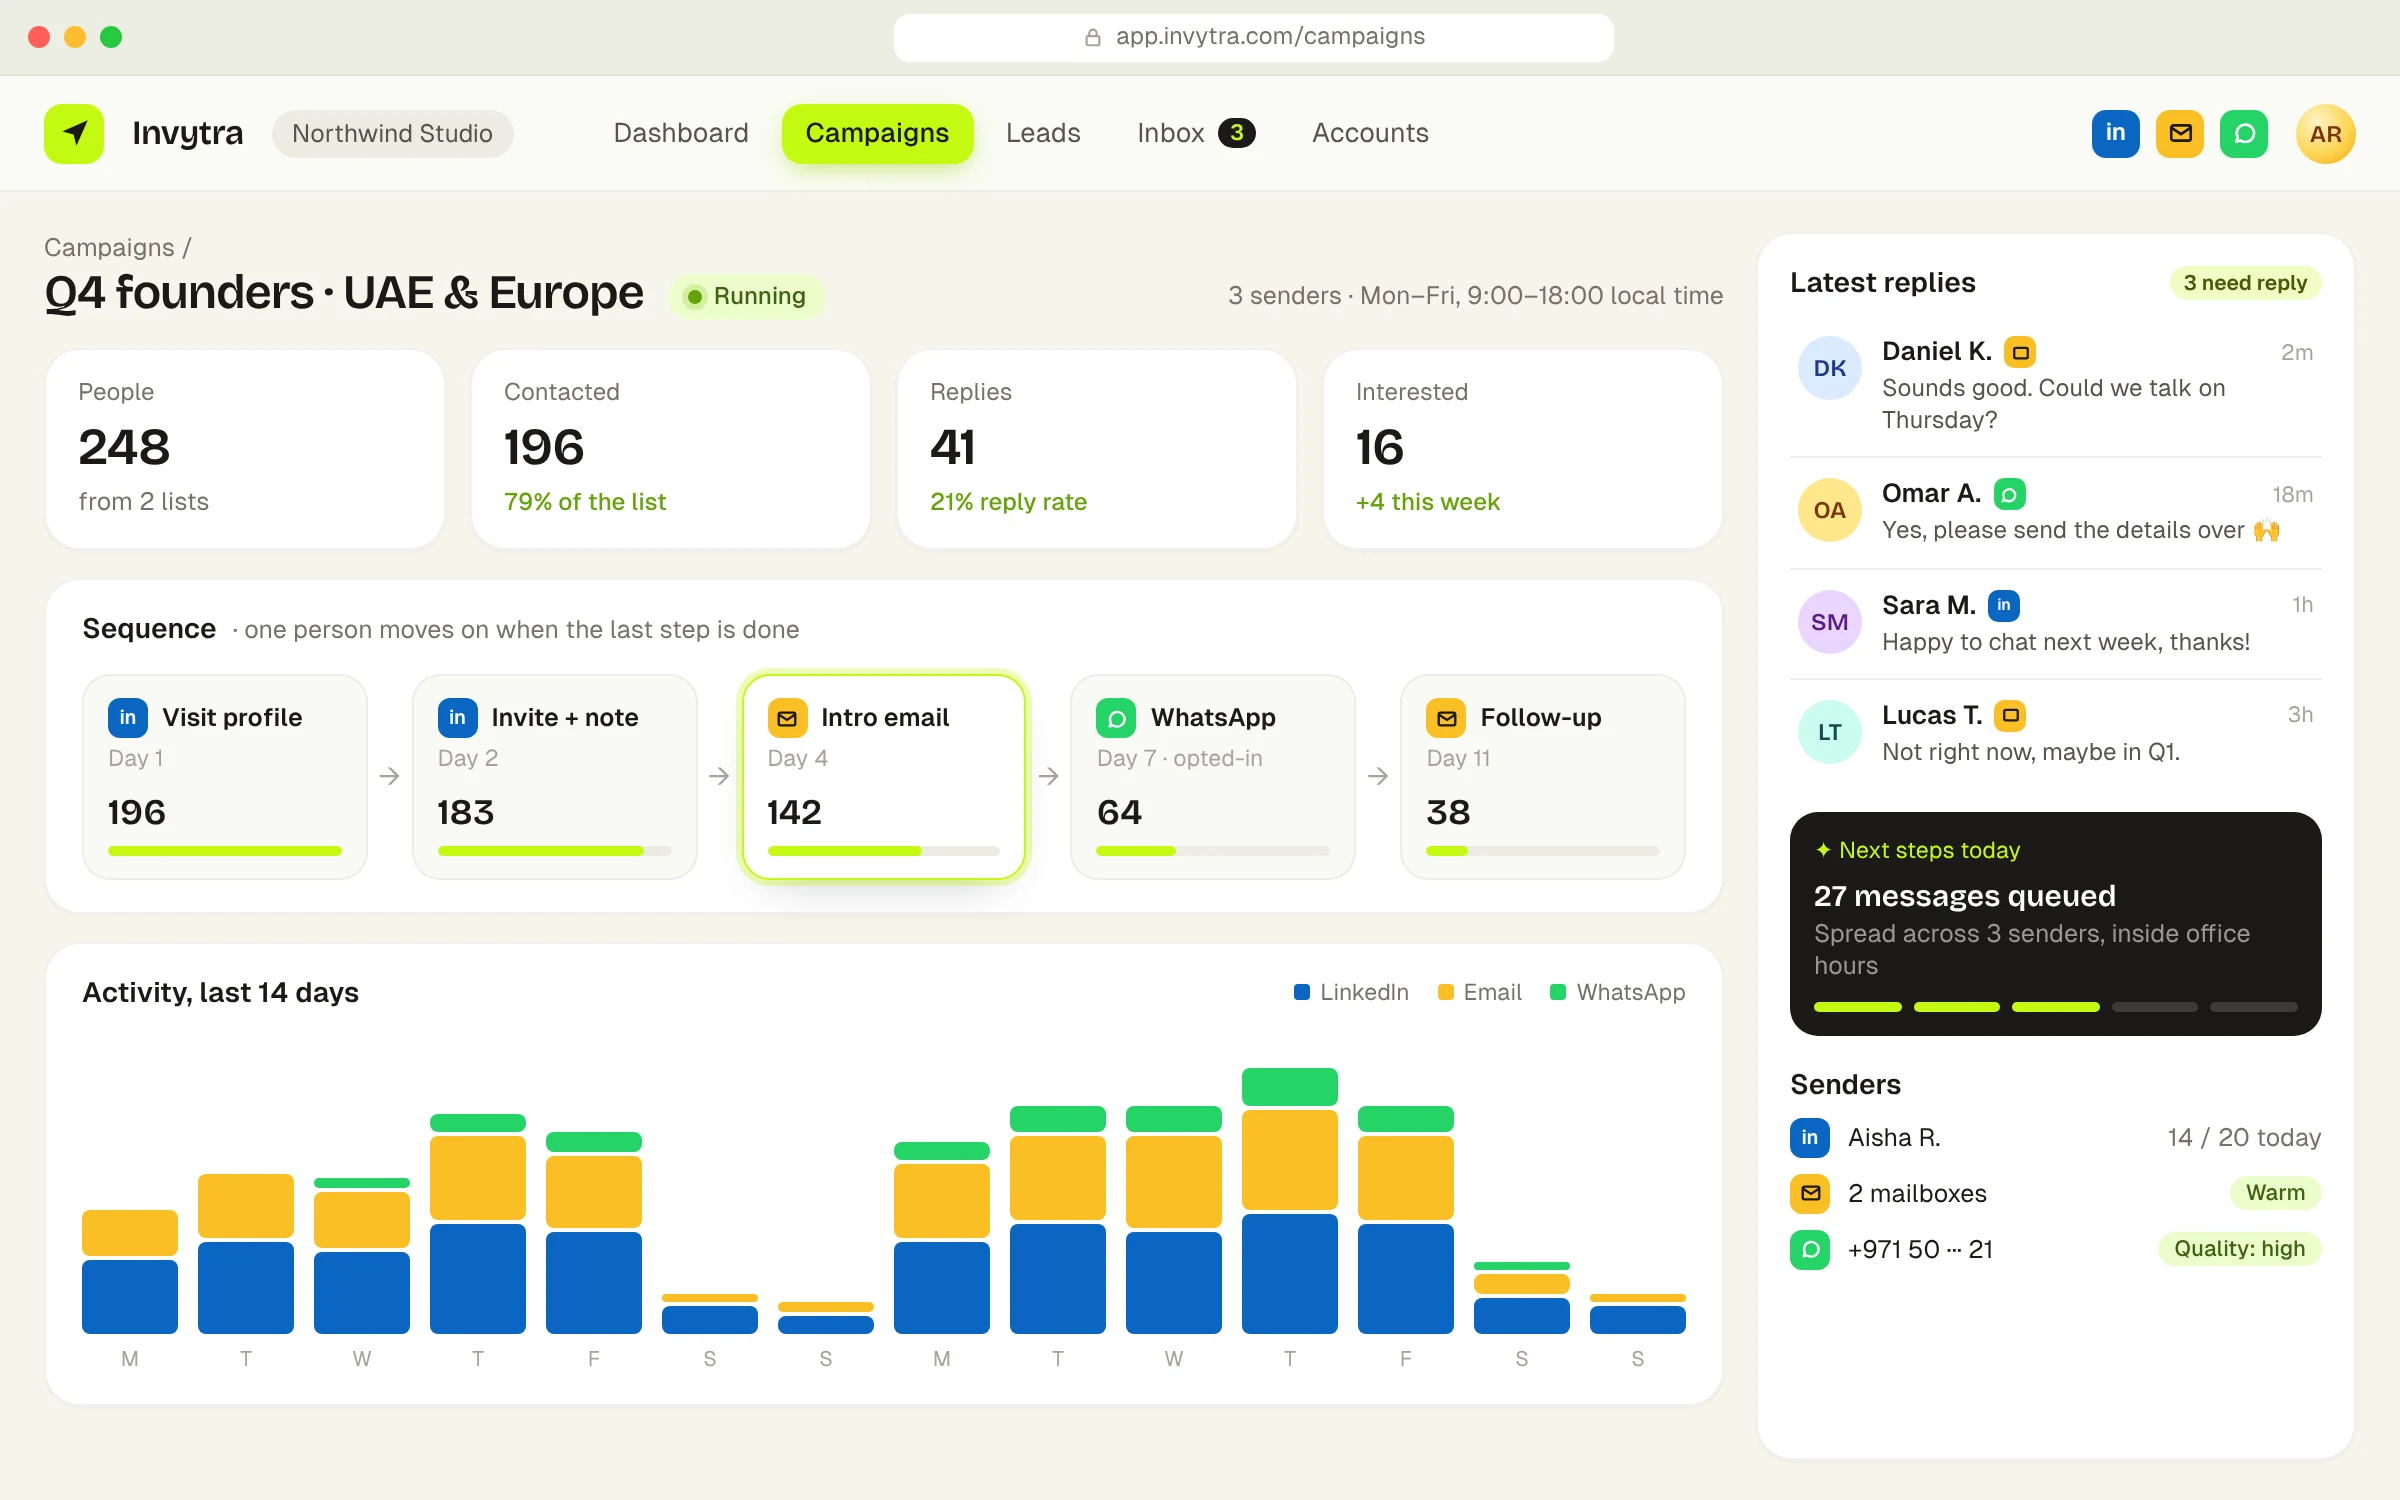 app.invytra.com/campaigns
Invytra
Northwind Studio
Dashboard
Campaigns
Leads
Inbox 3
Accounts
in
AR
Campaigns /
Q4 founders · UAE & Europe
Running
3 senders · Mon–Fri, 9:00–18:00 local time
People
248
from 2 lists
Contacted
196
79% of the list
Replies
41
21% reply rate
Interested
16
+4 this week
Sequence · one person moves on when the last step is done
in Visit profile
Day 1
196
in Invite + note
Day 2
183
Intro email
Day 4
142
WhatsApp
Day 7 · opted-in
64
Follow-up
Day 11
38
Activity, last 14 days
LinkedIn
Email
WhatsApp
M T W T F S S M T W T F S S
Latest replies
3 need reply
DK
Daniel K.
2m
Sounds good. Could we talk on
Thursday?
OA
Omar A.
18m
Yes, please send the details over 🙌
SM
Sara M. in
1h
Happy to chat next week, thanks!
LT
Lucas T.
3h
Not right now, maybe in Q1.
✦ Next steps today
27 messages queued
Spread across 3 senders, inside office
hours
Senders
in Aisha R.
14 / 20 today
2 mailboxes
Warm
+971 50 ··· 21
Quality: high